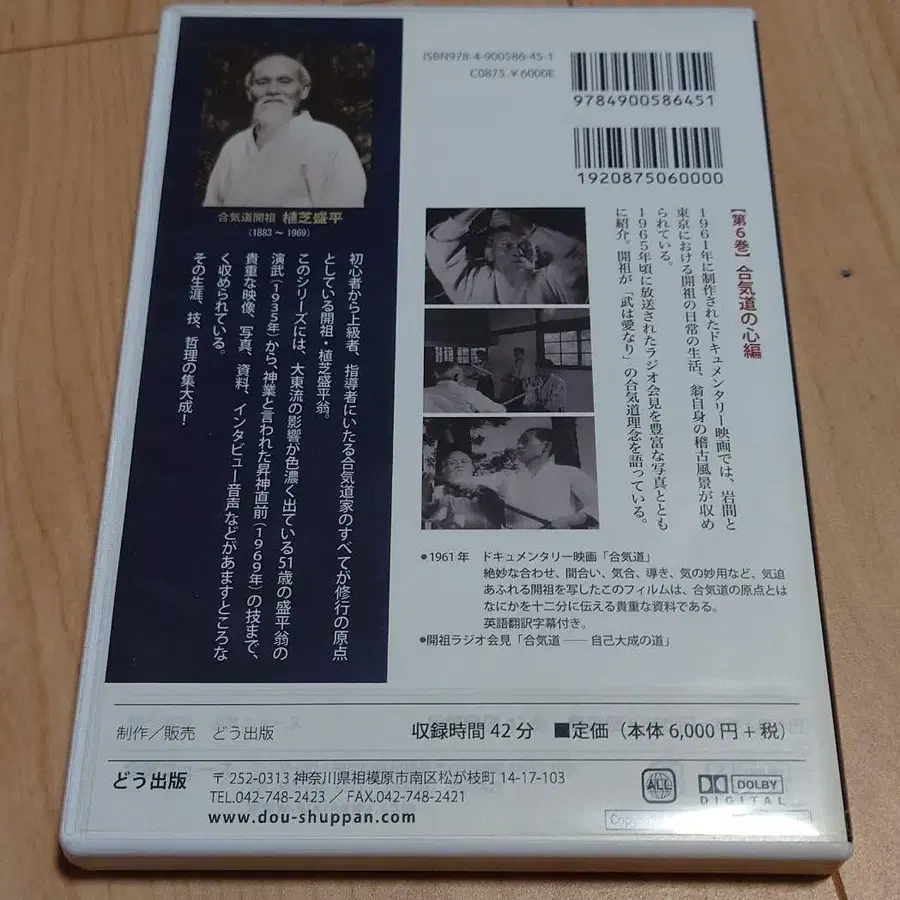 ISBN978-4-900586-45-1
C0875 ￥6000E
9784900586451
1920875060000
【第6巻】合気道の心編
1961年に制作されたドキュメンタリー映画では、岩間と
東京における開祖の日常の生活、翁自身の稽古風景が収め
られている。
1965年頃に放送されたラジオ会見を豊富な写真ととも
に紹介。開祖が「武は愛なり」の合気道理念を語っている。
合気道開祖 植芝盛平
(1883 ～ 1969)
初心者から上級者、指導者にいたる合気道家のすべてが修行の原点
としている開祖・植芝盛平翁。
このシリーズには、大東流の影響が色濃く出ている51歳の盛平翁の
演武(1935年)から、神業と言われた昇神直前(1969年)の技まで、
貴重な映像、写真、資料、インタビュー音声などがあますところな
く収められている。
その生涯、技、哲理の集大成！
●1961年 ドキュメンタリー映画「合気道」
絶妙な合わせ、間合い、気合、導き、気の妙用など、気迫
あふれる開祖を写したこのフィルムは、合気道の原点とは
なにかを十二分に伝える貴重な資料である。
英語翻訳字幕付き。
●開祖ラジオ会見「合気道 ―― 自己大成の道」
制作／販売 どう出版
収録時間 42 分 ■定価（本体 6,000 円＋税）
どう出版
〒252-0313 神奈川県相模原市南区松が枝町 14-17-103
TEL.042-748-2423 ／ FAX.042-748-2421
www.dou-shuppan.com
ALL
DOLBY
DIGITAL